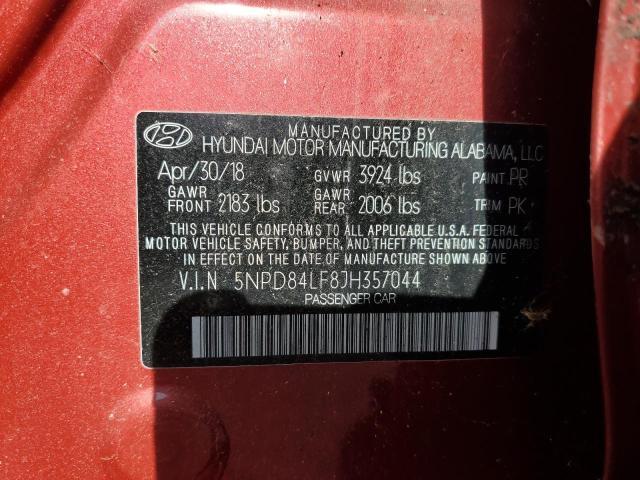 MANUFACTURED BY
HYUNDAI MOTOR MANUFACTURING ALABAMA, LLC
Apr/30/18 GVWR 3924 lbs PAINT PR
GAWR FRONT 2183 lbs GAWR REAR 2006 lbs TRIM PK
THIS VEHICLE CONFORMS TO ALL APPLICABLE U.S.A. FEDERAL
MOTOR VEHICLE SAFETY, BUMPER, AND THEFT PREVENTION STANDARDS
IN EFFECT ON THE DATE OF MANUFACTURE SHOWN ABOVE
V.I.N 5NPD84LF8JH357044
PASSENGER CAR